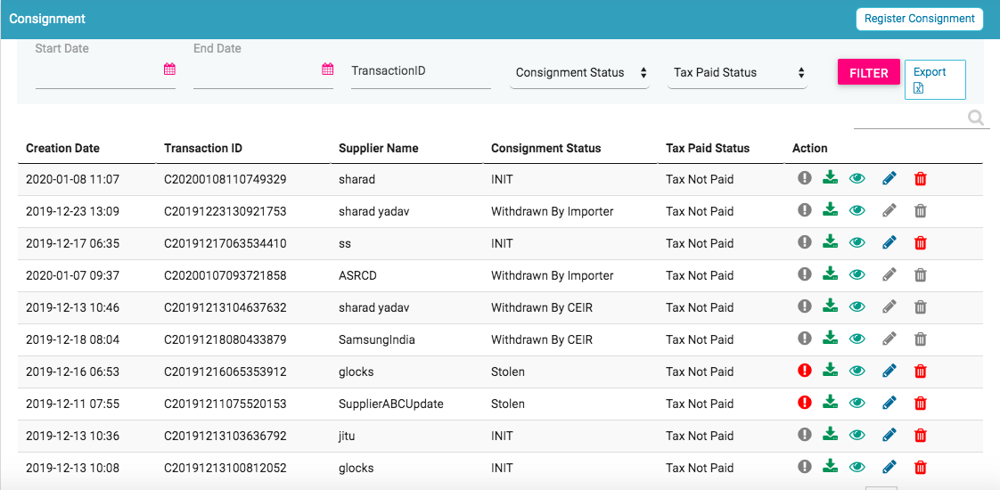 Consignment
Register Consignment
Start Date End Date
TransactionID Consignment Status Tax Paid Status FILTER Export
Creation Date Transaction ID Supplier Name Consignment Status Tax Paid Status Action
2020-01-08 11:07 C20200108110749329 sharad INIT Tax Not Paid
2019-12-23 13:09 C20191223130921753 sharad yadav Withdrawn By Importer Tax Not Paid
2019-12-17 06:35 C20191217063534410 ss INIT Tax Not Paid
2020-01-07 09:37 C20200107093721858 ASRCD Withdrawn By Importer Tax Not Paid
2019-12-13 10:46 C20191213104637632 sharad yadav Withdrawn By CEIR Tax Not Paid
2019-12-18 08:04 C20191218080433879 SamsungIndia Withdrawn By CEIR Tax Not Paid
2019-12-16 06:53 C20191216065353912 glocks Stolen Tax Not Paid
2019-12-11 07:55 C20191211075520153 SupplierABCUpdate Stolen Tax Not Paid
2019-12-13 10:36 C20191213103636792 jitu INIT Tax Not Paid
2019-12-13 10:08 C20191213100812052 glocks INIT Tax Not Paid